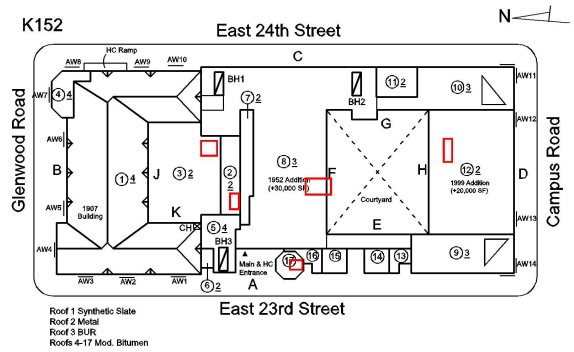 K152
East 24th Street
N
HC Ramp
AW8
AW9
AW10
C
AW7
4 4
BH1
BH2
11 2
10 3
AW11
7 2
Glenwood Road
AW6
G
AW12
B
1 4
J
3 2
2
2
8 3
1952 Addition
(+30,000 SF)
F
H
12 2
1999 Addition
(+20,000 SF)
D
Campus Road
1907
Building
Courtyard
AW5
K
E
AW13
CH
5 4
AW4
BH3
Main & HC
Entrance
17
16
15
14
13
9 3
AW14
AW3
AW2
AW1
6 2
A
East 23rd Street
Roof 1 Synthetic Slate
Roof 2 Metal
Roof 3 BUR
Roofs 4-17 Mod. Bitumen